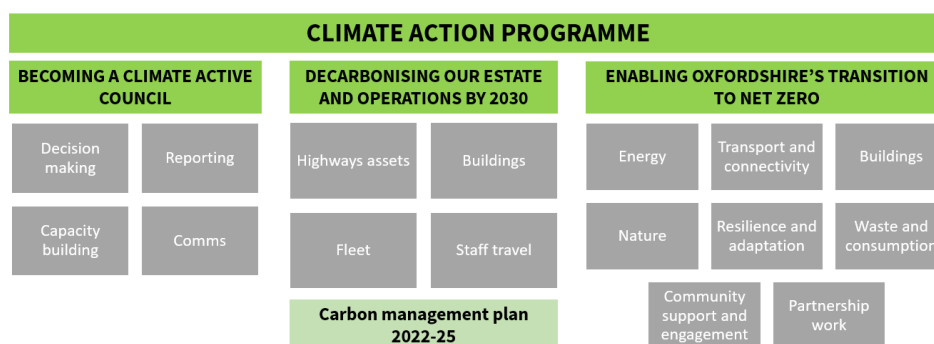 CLIMATE ACTION PROGRAMME
BECOMING A CLIMATE ACTIVE
COUNCIL
Decision
making
Reporting
Capacity
building
Comms
DECARBONISING OUR ESTATE
AND OPERATIONS BY 2030
Highways assets
Buildings
Fleet
Staff travel
Carbon management plan
2022-25
ENABLING OXFORDSHIRE’S TRANSITION
TO NET ZERO
Energy
Transport and
connectivity
Buildings
Nature
Resilience and
adaptation
Waste and
consumption
Community
support and
engagement
Partnership
work